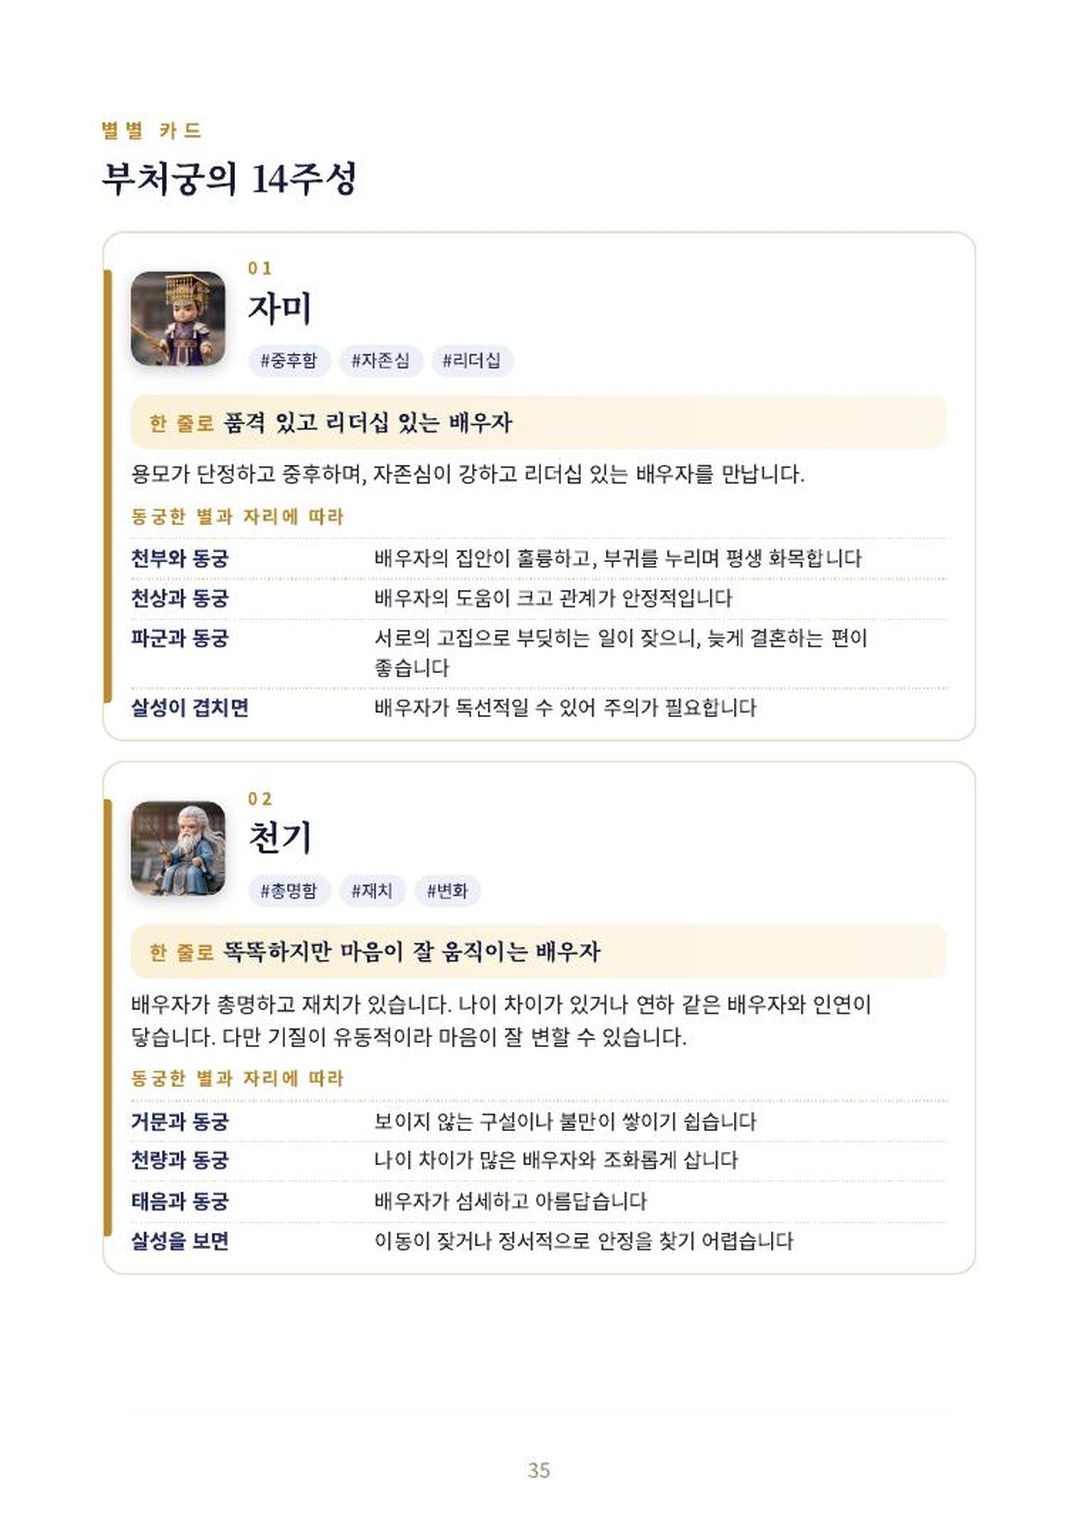 별별 카드
부처궁의 14주성
01
자미
#중후함 #자존심 #리더십
한 줄로 품격 있고 리더십 있는 배우자
용모가 단정하고 중후하며, 자존심이 강하고 리더십 있는 배우자를 만납니다.
동궁한 별과 자리에 따라
천부와 동궁 배우자의 집안이 훌륭하고, 부귀를 누리며 평생 화목합니다
천상과 동궁 배우자의 도움이 크고 관계가 안정적입니다
파군과 동궁 서로의 고집으로 부딪히는 일이 잦으니, 늦게 결혼하는 편이
좋습니다
살성이 겹치면 배우자가 독선적일 수 있어 주의가 필요합니다
02
천기
#총명함 #재치 #변화
한 줄로 똑똑하지만 마음이 잘 움직이는 배우자
배우자가 총명하고 재치가 있습니다. 나이 차이가 있거나 연하 같은 배우자와 인연이
닿습니다. 다만 기질이 유동적이라 마음이 잘 변할 수 있습니다.
동궁한 별과 자리에 따라
거문과 동궁 보이지 않는 구설이나 불만이 쌓이기 쉽습니다
천량과 동궁 나이 차이가 많은 배우자와 조화롭게 삽니다
태음과 동궁 배우자가 섬세하고 아름답습니다
살성을 보면 이동이 잦거나 정서적으로 안정을 찾기 어렵습니다
35